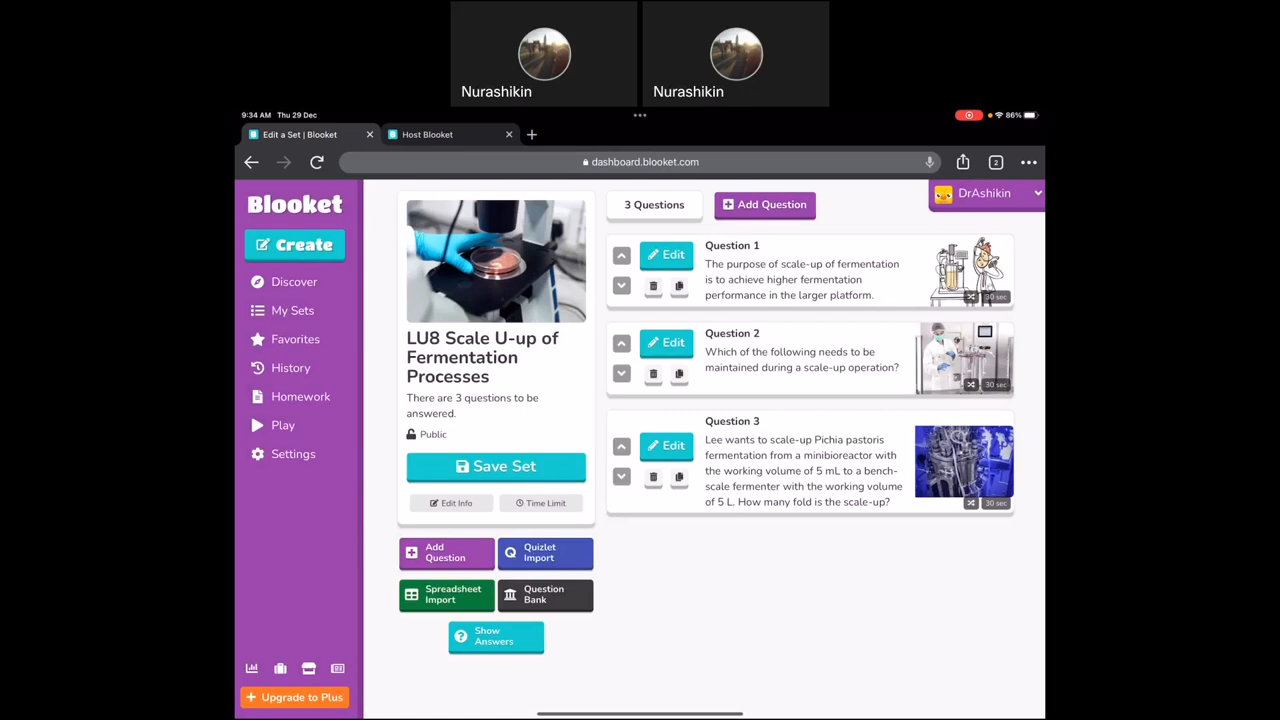 Nurashikin
Nurashikin
9:34 AM Thu 29 Dec
86%
Edit a Set | Blooket
Host Blooket
dashboard.blooket.com
2
Blooket
Create
Discover
My Sets
Favorites
History
Homework
Play
Settings
Upgrade to Plus
LU8 Scale U-up of
Fermentation
Processes
There are 3 questions to be
answered.
Public
Save Set
Edit Info
Time Limit
Add
Question
Quizlet
Import
Spreadsheet
Import
Question
Bank
Show
Answers
3 Questions
Add Question
DrAshikin
Edit
Question 1
The purpose of scale-up of fermentation
is to achieve higher fermentation
performance in the larger platform.
30 sec
Edit
Question 2
Which of the following needs to be
maintained during a scale-up operation?
30 sec
Edit
Question 3
Lee wants to scale-up Pichia pastoris
fermentation from a minibioreactor with
the working volume of 5 mL to a bench-
scale fermenter with the working volume
of 5 L. How many fold is the scale-up?
30 sec